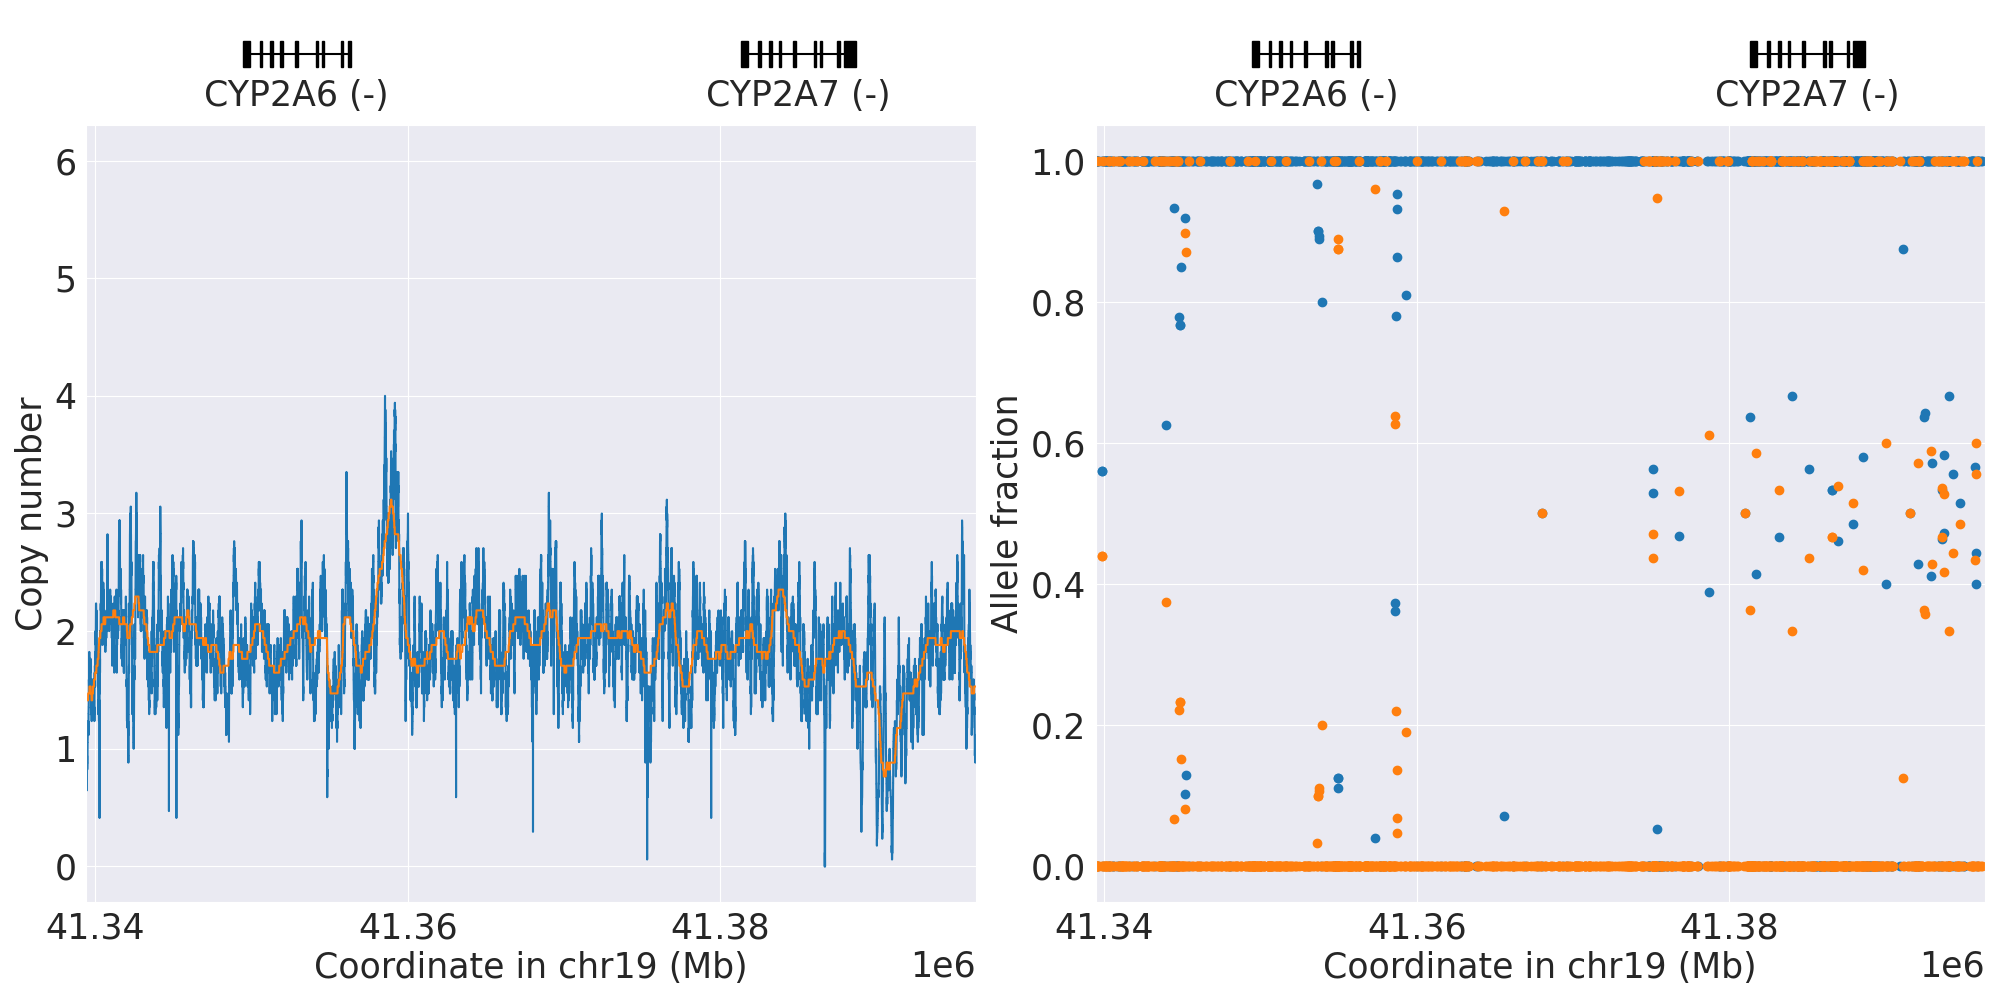 CYP2A6 (-)
CYP2A7 (-)
6
5
4
3
2
1
0
Copy number
41.34
41.36
41.38
Coordinate in chr19 (Mb)
1e6
CYP2A6 (-)
CYP2A7 (-)
1.0
0.8
0.6
0.4
0.2
0.0
Allele fraction
41.34
41.36
41.38
Coordinate in chr19 (Mb)
1e6